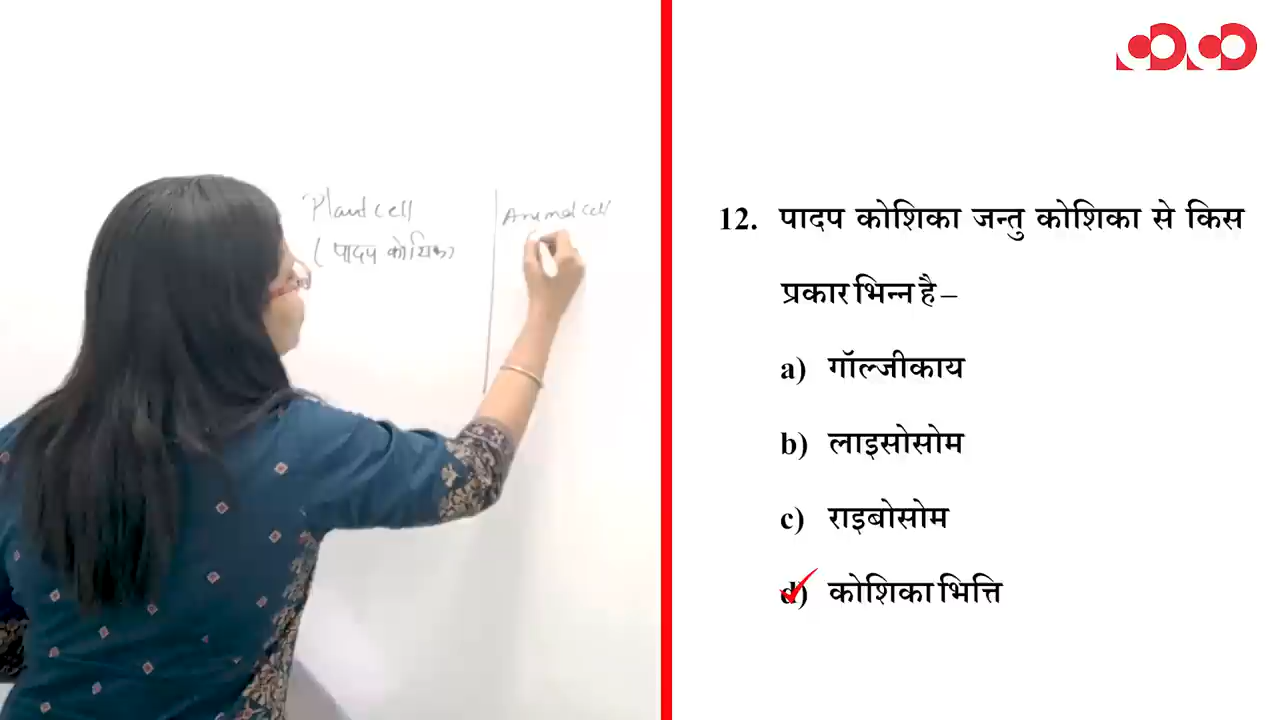 Plant cell
(पादप कोशिका)
Animal cell
12. पादप कोशिका जन्तु कोशिका से किस
प्रकार भिन्न है –
a) गॉल्जीकाय
b) लाइसोसोम
c) राइबोसोम
d) कोशिका भित्ति